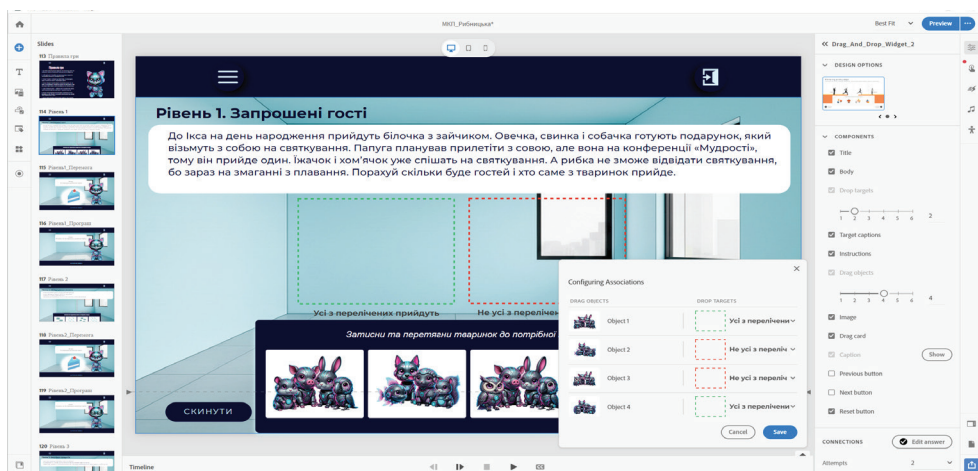 МКП_Рибницька*
Best Fit
Preview
Slides
113 Правила гри
114 Рівень 1
115 Рівень1_Перемога
116 Рівень1_Програш
117 Рівень 2
118 Рівень2_Перемога
119 Рівень2_Програш
120 Рівень 3
Рівень 1. Запрошені гості
До Ікса на день народження прийдуть білочка з зайчиком. Овечка, свинка і собачка готують подарунок, який
візьмуть з собою на святкування. Папуга планував прилетіти з совою, але вона на конференції «Мудрості»,
тому він прийде один. Їжачок і хом’ячок уже спішать на святкування. А рибка не зможе відвідати святкування,
бо зараз на змаганні з плавання. Порахуй скільки буде гостей і хто саме з тваринок прийде.
Усі з перелічених прийдуть
Не усі з перелічен
Затисни та перетягни тваринок до потрібної
СКИНУТИ
Configuring Associations
DRAG OBJECTS
DROP TARGETS
Object 1
Усі з перелічени
Object 2
Не усі з переліч
Object 3
Не усі з переліч
Object 4
Усі з перелічени
Cancel
Save
Timeline
Drag_And_Drop_Widget_2
DESIGN OPTIONS
COMPONENTS
Title
Body
Drop targets
1 2 3 4 5 6
2
Target captions
Instructions
Drag objects
1 2 3 4 5 6
4
Image
Drag card
Caption
Show
Previous button
Next button
Reset button
CONNECTIONS
Edit answer
Attempts
2